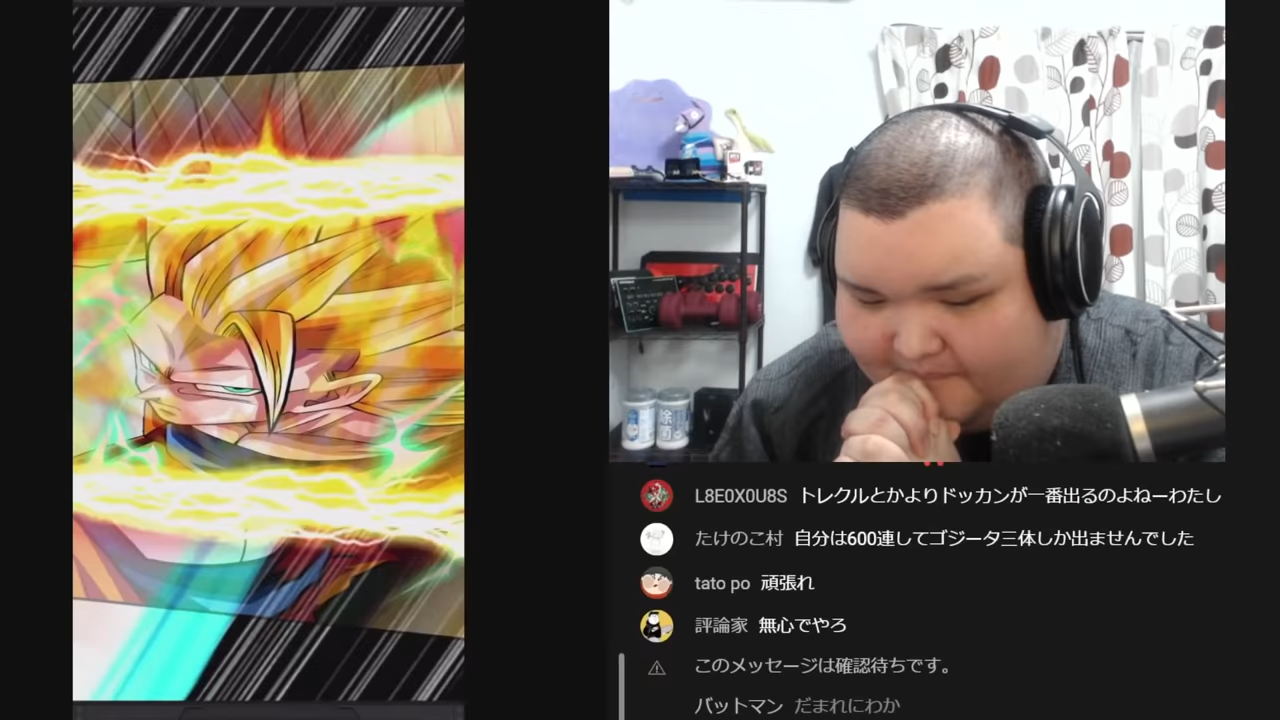 除菌
L8E0X0U8S トレクルとかよりドッカンが一番出るのよねーわたし
たけのこ村 自分は600連してゴジータ三体しか出ませんでした
tato po 頑張れ
評論家 無心でやろ
このメッセージは確認待ちです。
バットマン だまれにわか